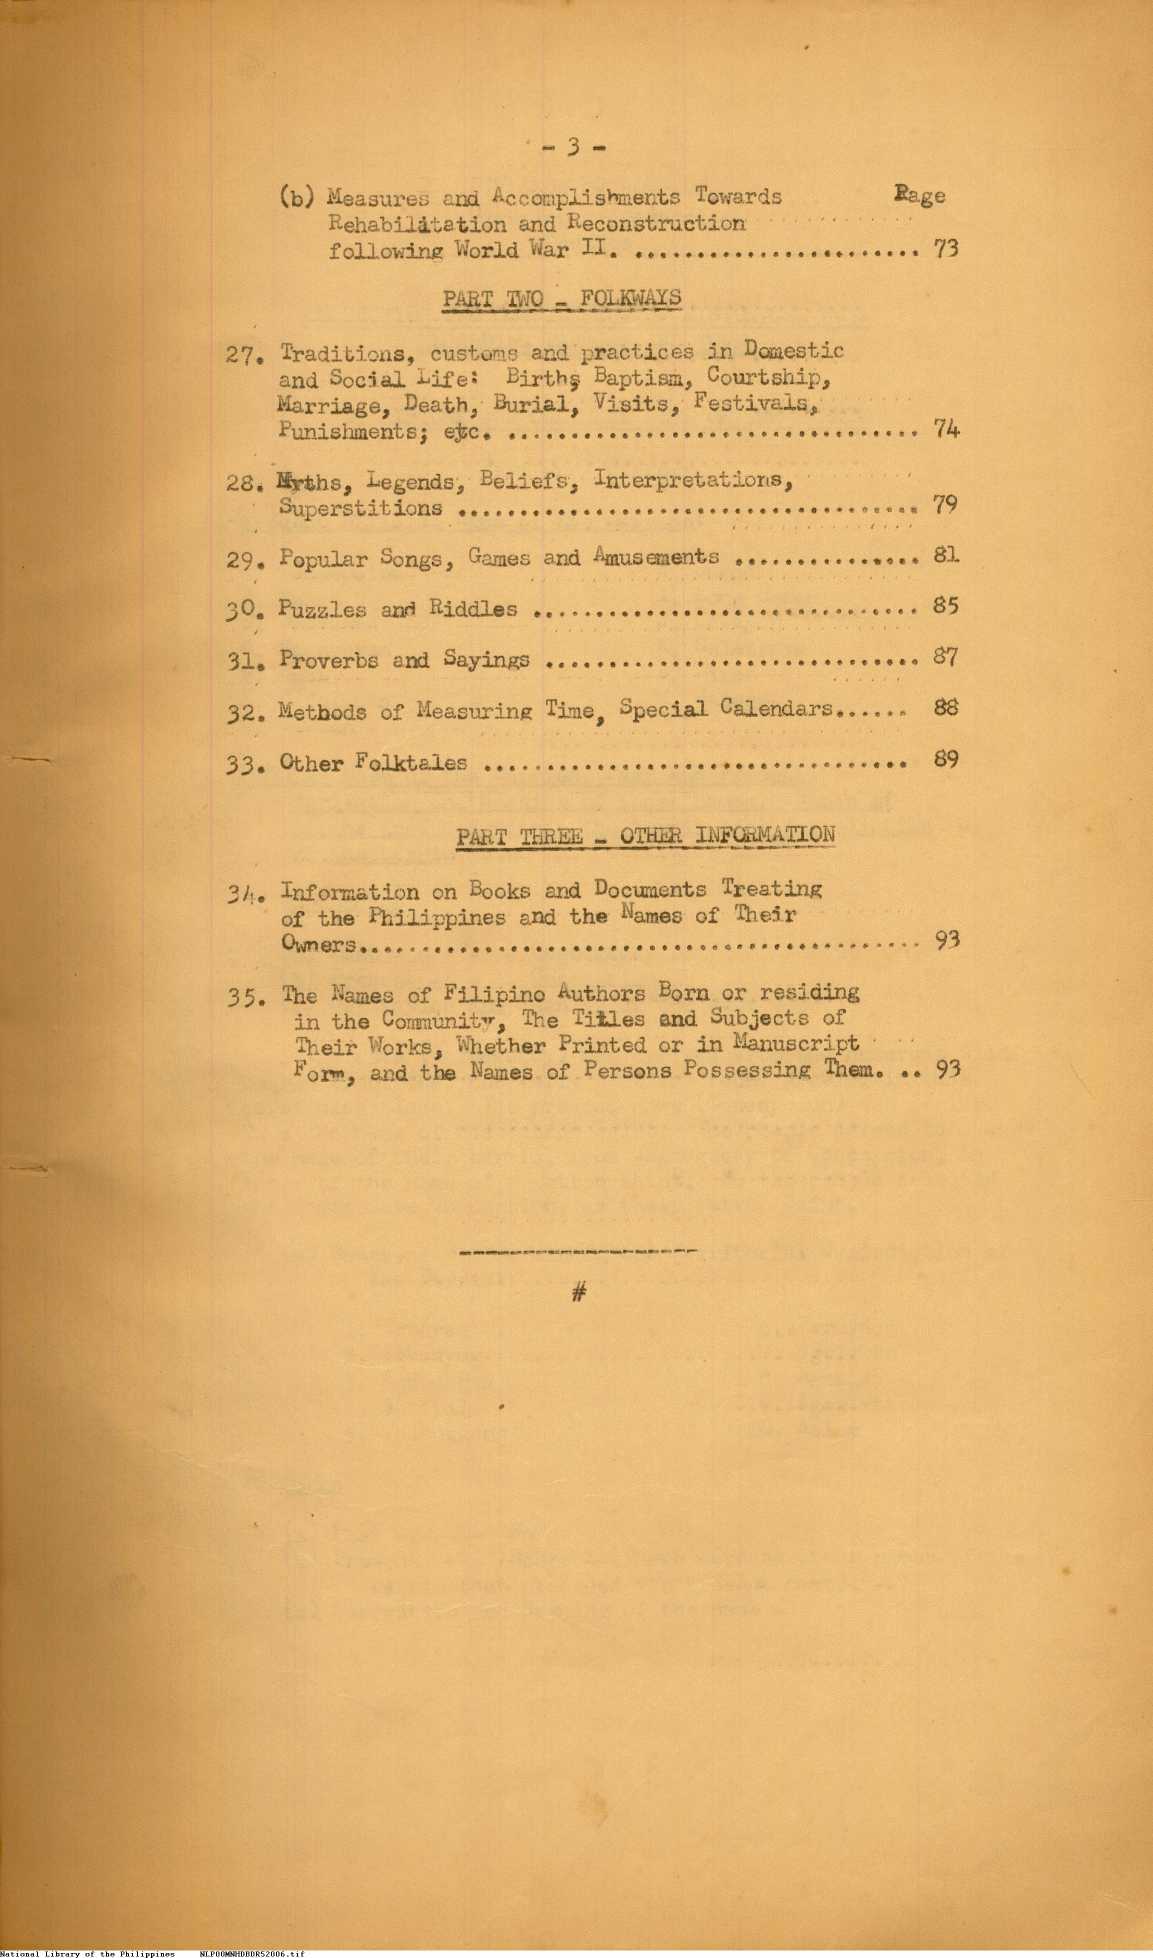 - 3 -
(b) Measures and Accomplishments Towards Page
Rehabilitation and Reconstruction
following World War II. ....................... 73
PART TWO - FOLKWAYS
27. Traditions, customs and practices in Domestic
and Social Life: Births, Baptism, Courtship,
Marriage, Death, Burial, Visits, Festivals,
Punishments; etc. ................................. 74
28. Myths, Legends, Beliefs, Interpretations,
Superstitions ..................................... 79
29. Popular Songs, Games and Amusements ............... 81
30. Puzzles and Riddles ............................... 85
31. Proverbs and Sayings .............................. 87
32. Methods of Measuring Time, Special Calendars...... 88
33. Other Folktales .................................. 89
PART THREE - OTHER INFORMATION
34. Information on Books and Documents Treating
of the Philippines and the Names of Their
Owners............................................. 93
35. The Names of Filipino Authors Born or residing
in the Community, The Titles and Subjects of
Their Works, Whether Printed or in Manuscript
Form, and the Names of Persons Possessing Them. .. 93
-------------------
#
National Library of the Philippines NLPOOMNHDBDRS2006.tif